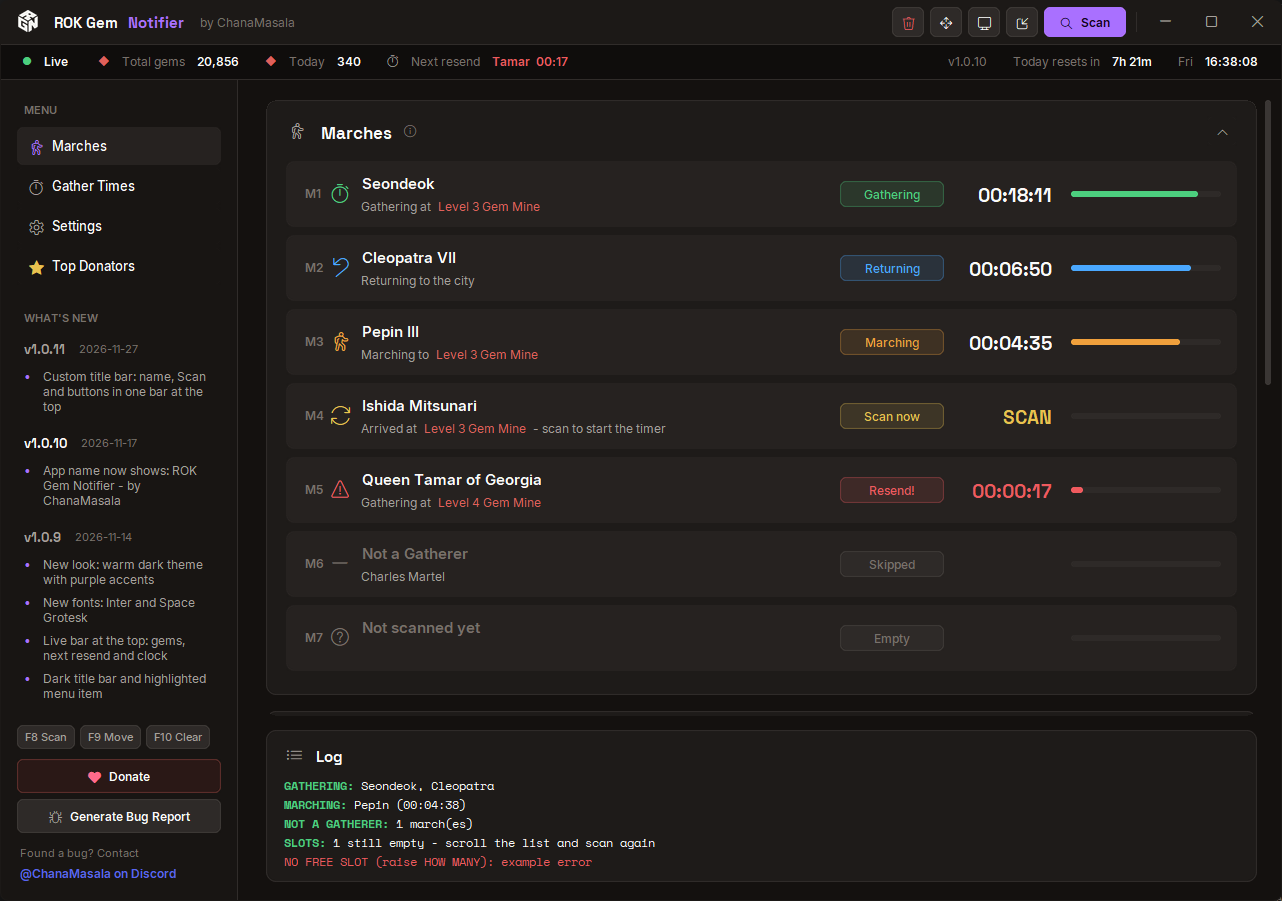 ROK Gem Notifier by ChanaMasala Scan
Live Total gems 20,856 Today 340 Next resend Tamar 00:17 v1.0.10 Today resets in 7h 21m Fri 16:38:08
MENU
Marches
Gather Times
Settings
Top Donators
WHAT'S NEW
v1.0.11 2026-11-27
• Custom title bar: name, Scan
and buttons in one bar at the
top
v1.0.10 2026-11-17
• App name now shows: ROK
Gem Notifier - by
ChanaMasala
v1.0.9 2026-11-14
• New look: warm dark theme
with purple accents
• New fonts: Inter and Space
Grotesk
• Live bar at the top: gems,
next resend and clock
• Dark title bar and highlighted
menu item
F8 Scan F9 Move F10 Clear
Donate
Generate Bug Report
Found a bug? Contact
@ChanaMasala on Discord
Marches
M1 Seondeok
Gathering at Level 3 Gem Mine
Gathering 00:18:11
M2 Cleopatra VII
Returning to the city
Returning 00:06:50
M3 Pepin III
Marching to Level 3 Gem Mine
Marching 00:04:35
M4 Ishida Mitsunari
Arrived at Level 3 Gem Mine - scan to start the timer
Scan now SCAN
M5 Queen Tamar of Georgia
Gathering at Level 4 Gem Mine
Resend! 00:00:17
M6 Not a Gatherer
Charles Martel
Skipped
M7 Not scanned yet
Empty
Log
GATHERING: Seondeok, Cleopatra
MARCHING: Pepin (00:04:38)
NOT A GATHERER: 1 march(es)
SLOTS: 1 still empty - scroll the list and scan again
NO FREE SLOT (raise HOW MANY): example error